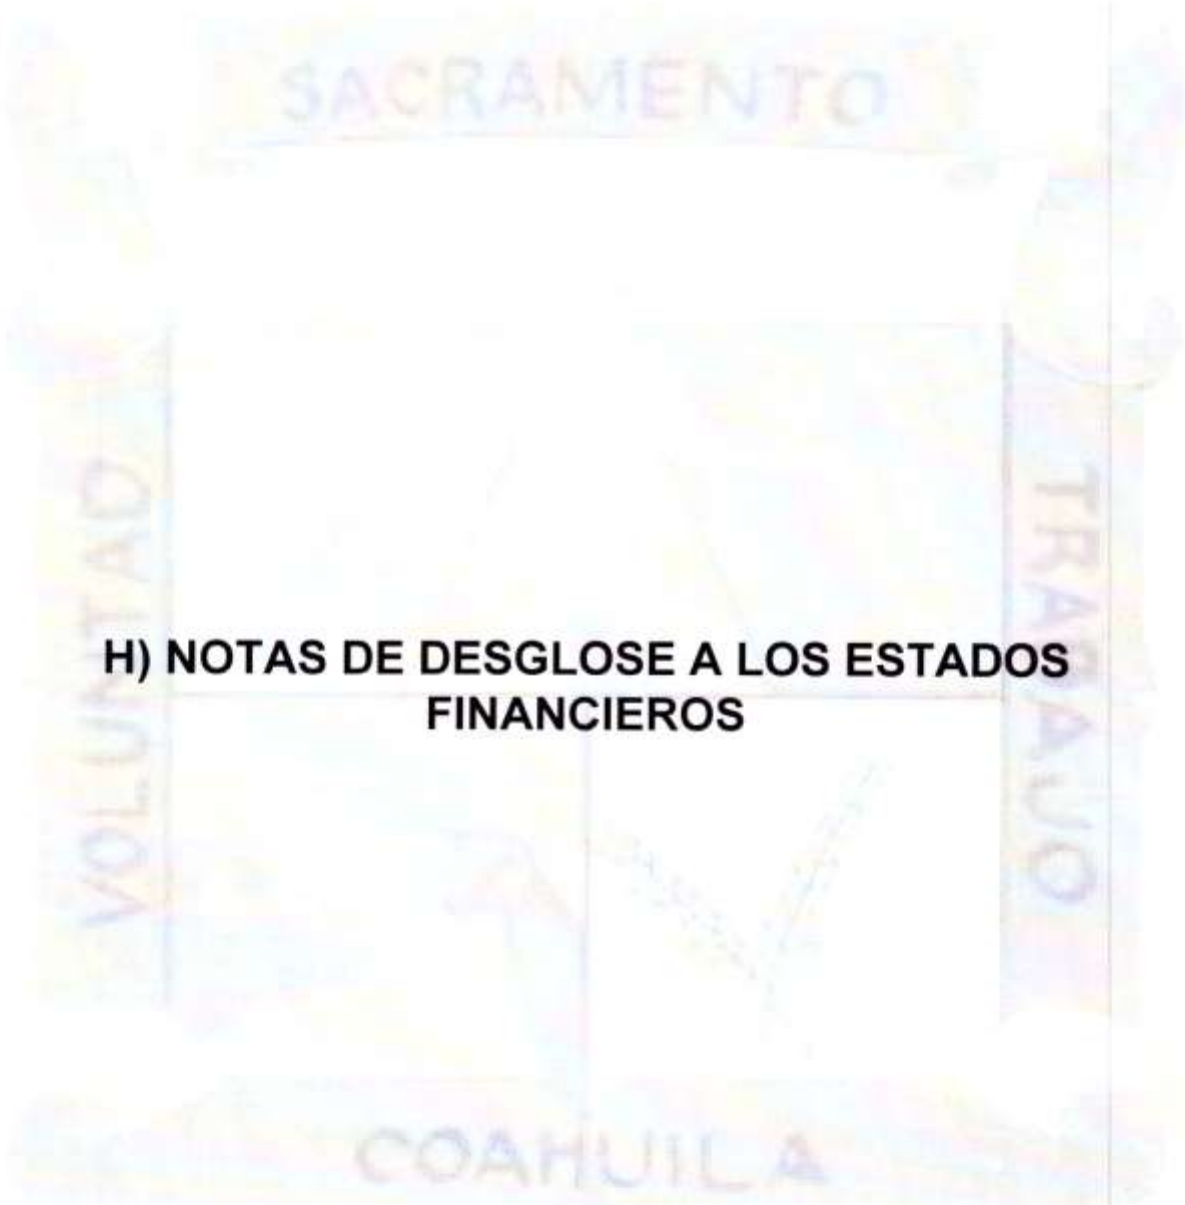 SACRAMENTO
VOLUNTAD
TRABAJO
H) NOTAS DE DESGLOSE A LOS ESTADOS
FINANCIEROS
COAHUILA